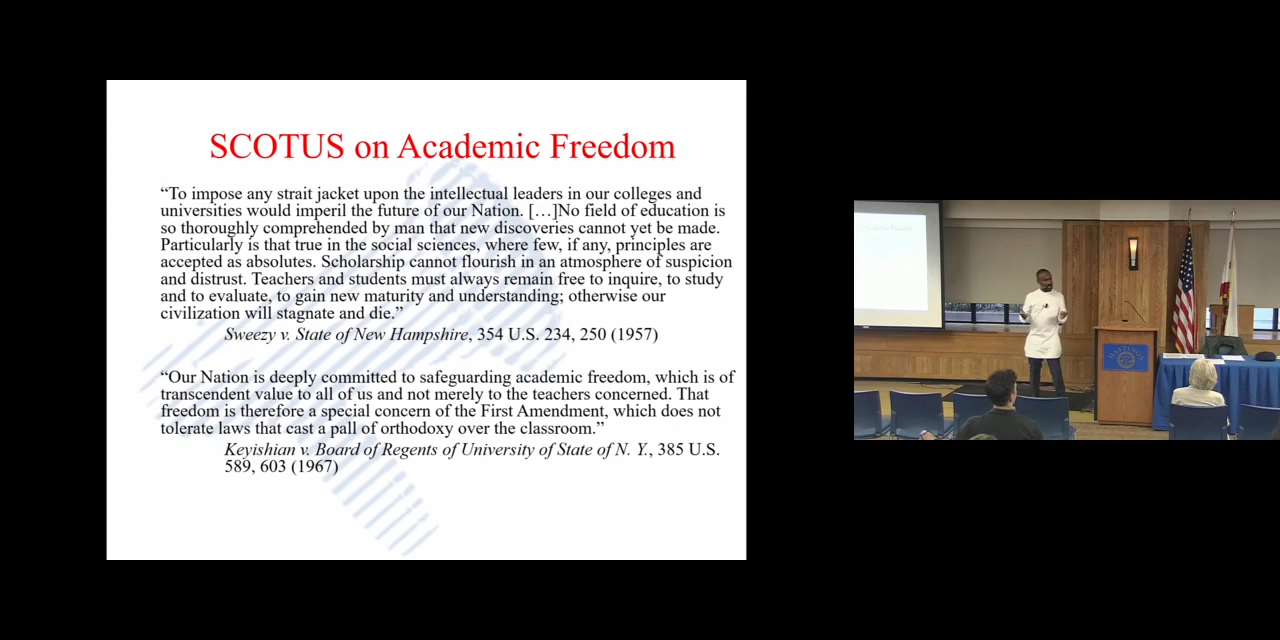 SCOTUS on Academic Freedom
“To impose any strait jacket upon the intellectual leaders in our colleges and
universities would imperil the future of our Nation. […]No field of education is
so thoroughly comprehended by man that new discoveries cannot yet be made.
Particularly is that true in the social sciences, where few, if any, principles are
accepted as absolutes. Scholarship cannot flourish in an atmosphere of suspicion
and distrust. Teachers and students must always remain free to inquire, to study
and to evaluate, to gain new maturity and understanding; otherwise our
civilization will stagnate and die.”
Sweezy v. State of New Hampshire, 354 U.S. 234, 250 (1957)
“Our Nation is deeply committed to safeguarding academic freedom, which is of
transcendent value to all of us and not merely to the teachers concerned. That
freedom is therefore a special concern of the First Amendment, which does not
tolerate laws that cast a pall of orthodoxy over the classroom.”
Keyishian v. Board of Regents of University of State of N. Y., 385 U.S.
589, 603 (1967)
HASTINGS